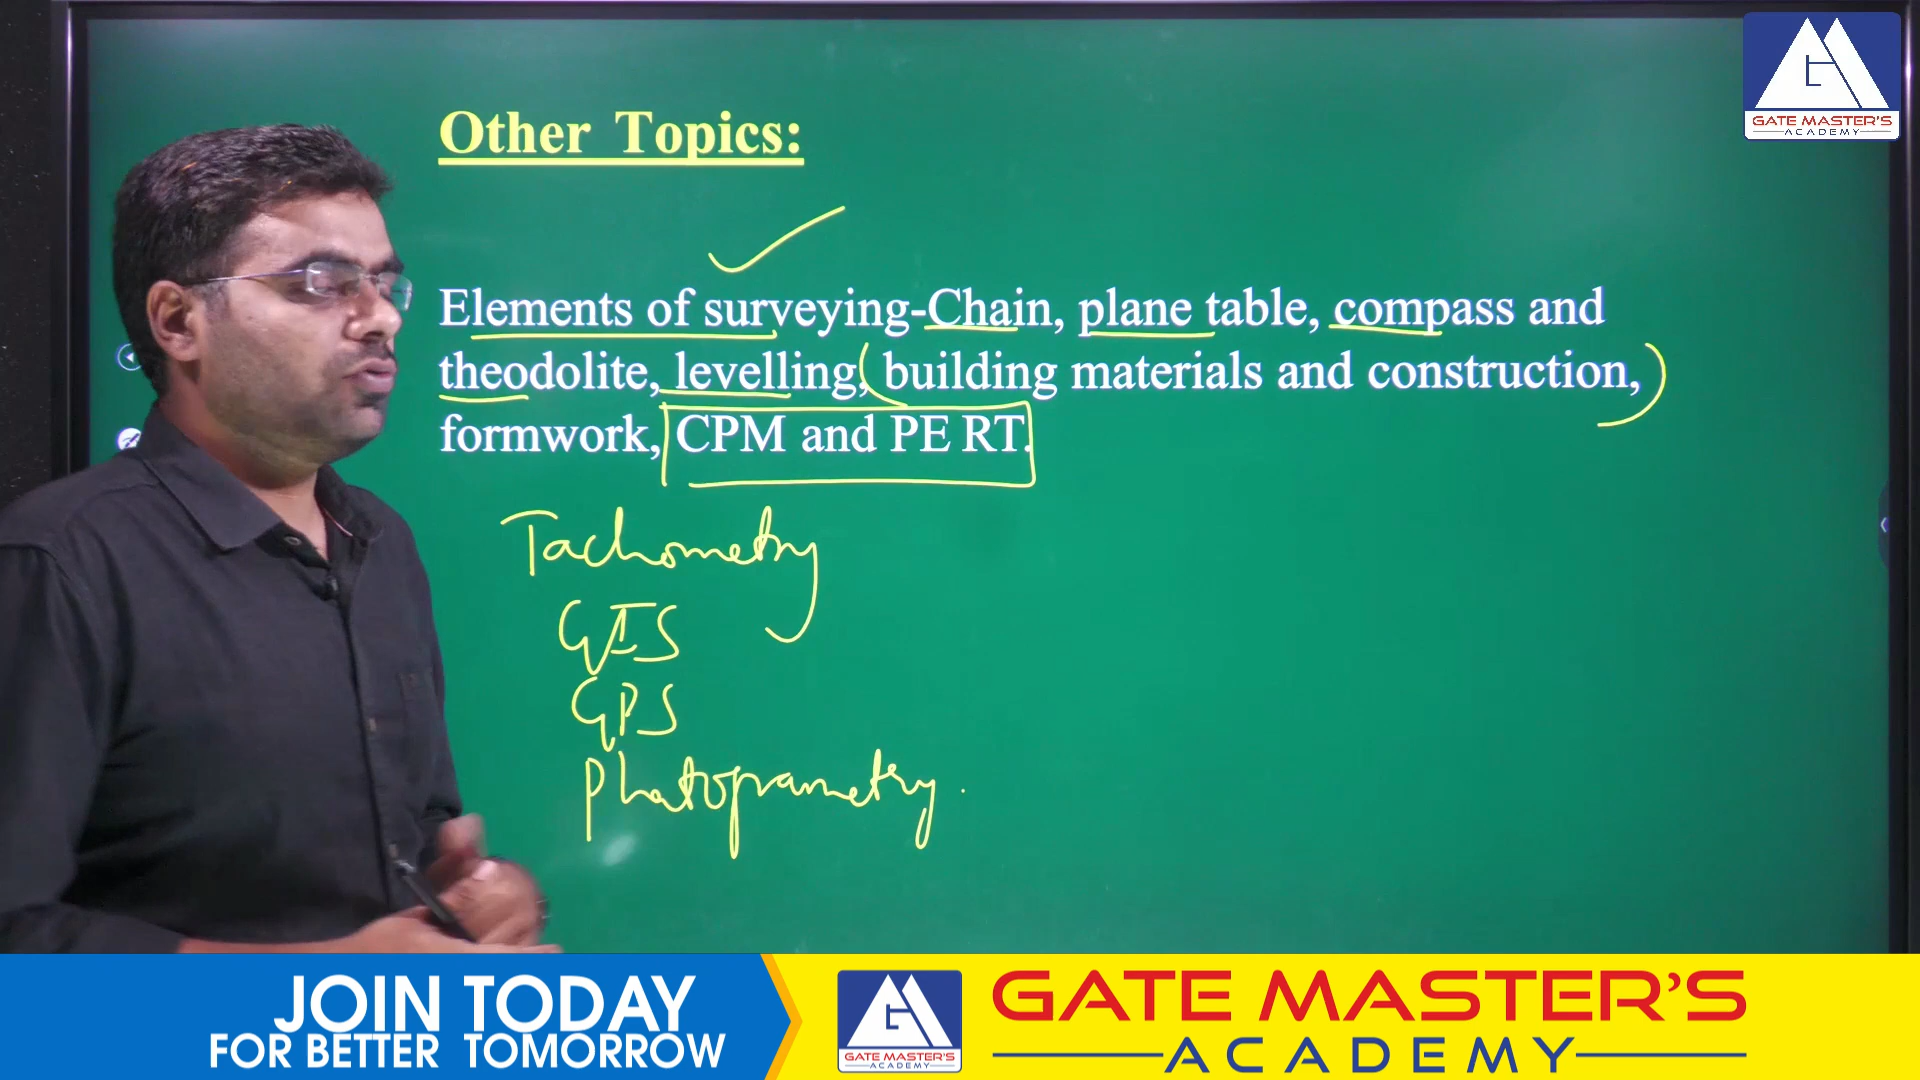 GATE MASTER'S
ACADEMY
Other Topics:
Elements of surveying-Chain, plane table, compass and
theodolite, levelling, building materials and construction,
formwork, CPM and PE RT.
Tachometry
GIS
GPS
Photogrametry.
JOIN TODAY
FOR BETTER TOMORROW
GATE MASTER'S
ACADEMY
GATE MASTER'S
ACADEMY